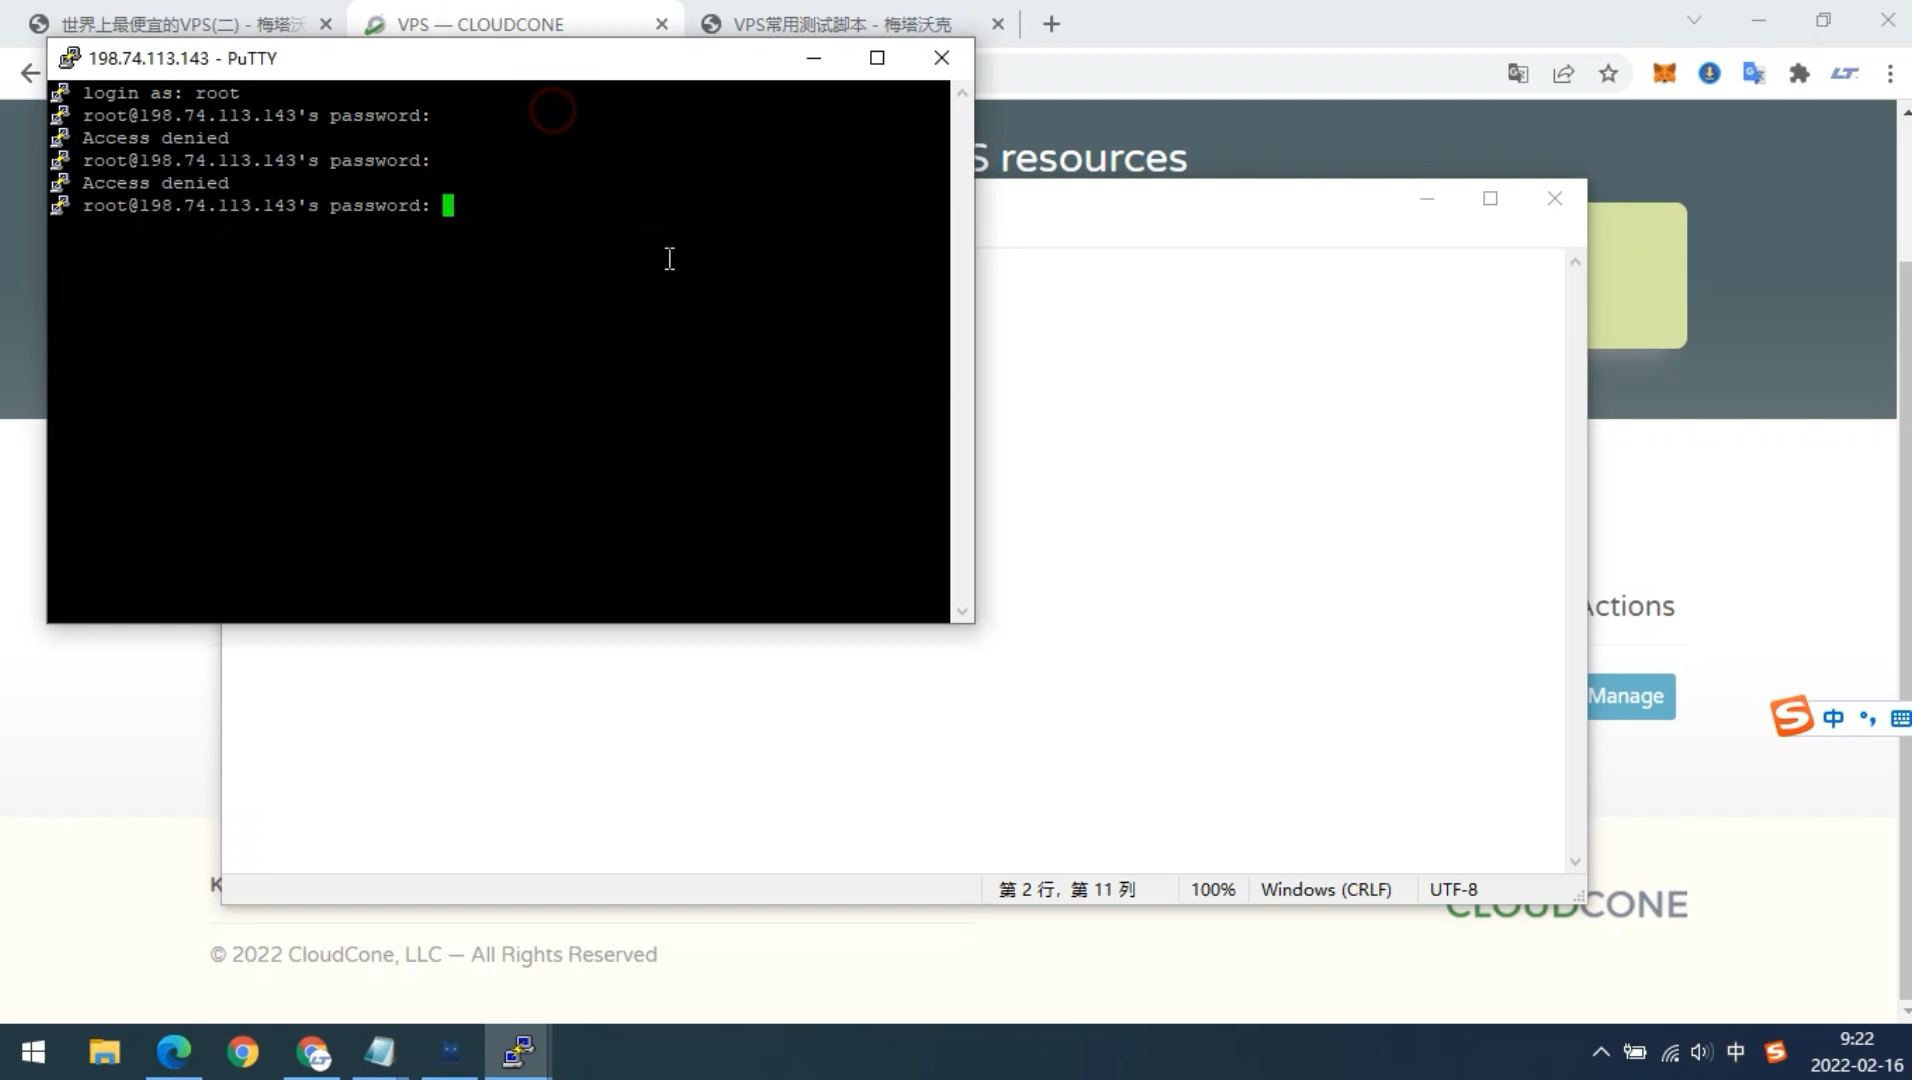 世界上最便宜的VPS(二) - 梅塔沃
VPS — CLOUDCONE
VPS常用测试脚本 - 梅塔沃克
198.74.113.143 - PuTTY
login as: root
root@198.74.113.143's password:
Access denied
root@198.74.113.143's password:
Access denied
root@198.74.113.143's password:
S resources
Actions
Manage
中
第 2 行，第 11 列
100%
Windows (CRLF)
UTF-8
K
CLOUDCONE
© 2022 CloudCone, LLC — All Rights Reserved
中
9:22
2022-02-16